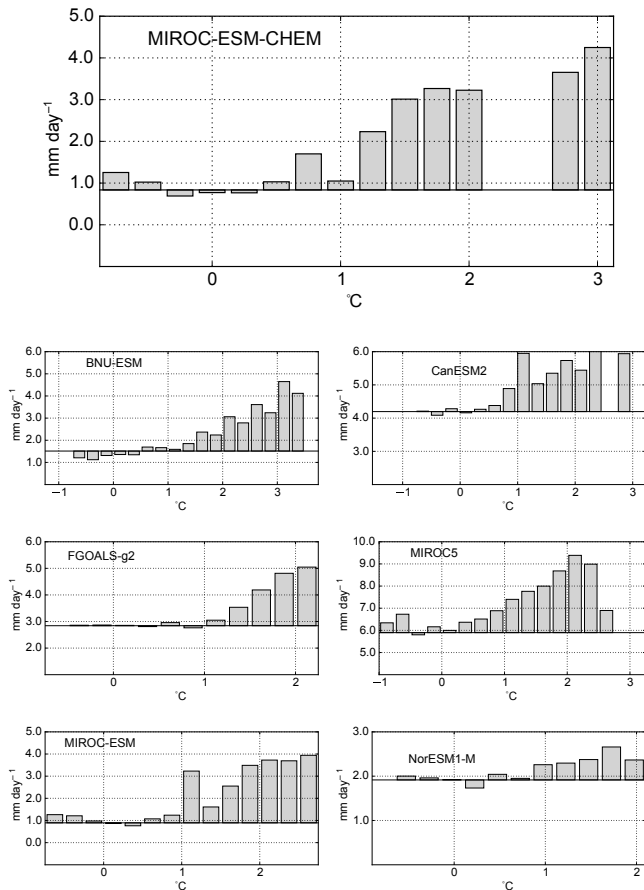 MIROC-ESM-CHEM
mm day⁻¹
5.0
4.0
3.0
2.0
1.0
0.0
0 1 2 3
°C
BNU-ESM
mm day⁻¹
6.0
5.0
4.0
3.0
2.0
1.0
−1 0 1 2 3
°C
CanESM2
mm day⁻¹
6.0
5.0
4.0
3.0
−1 0 1 2 3
°C
FGOALS-g2
mm day⁻¹
6.0
5.0
4.0
3.0
2.0
0 1 2
°C
MIROC5
mm day⁻¹
10.0
9.0
8.0
7.0
6.0
5.0
−1 0 1 2 3
°C
MIROC-ESM
mm day⁻¹
5.0
4.0
3.0
2.0
1.0
0.0
0 1 2
°C
NorESM1-M
mm day⁻¹
3.0
2.0
1.0
0 1 2
°C